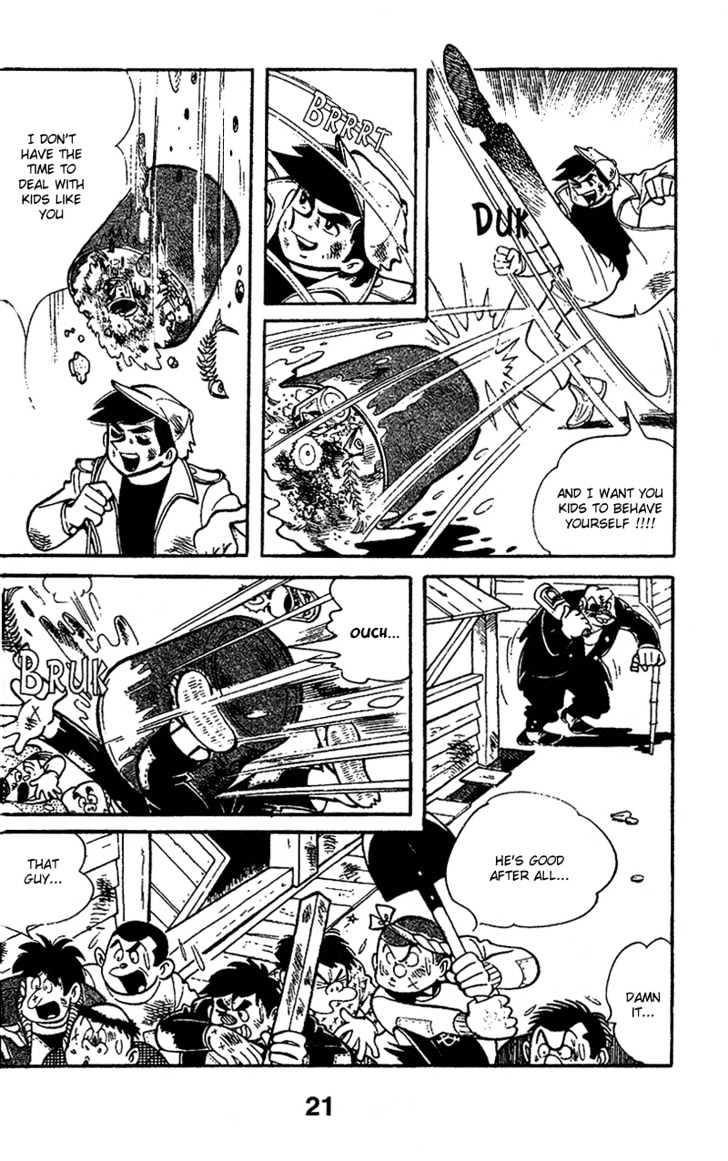 DUK
AND I WANT YOU
KIDS TO BEHAVE
YOURSELF !!!!
BRRRT
I DON'T
HAVE THE
TIME TO
DEAL WITH
KIDS LIKE
YOU
HE'S GOOD
AFTER ALL...
OUCH...
BRUK
DAMN
IT...
THAT
GUY...
21